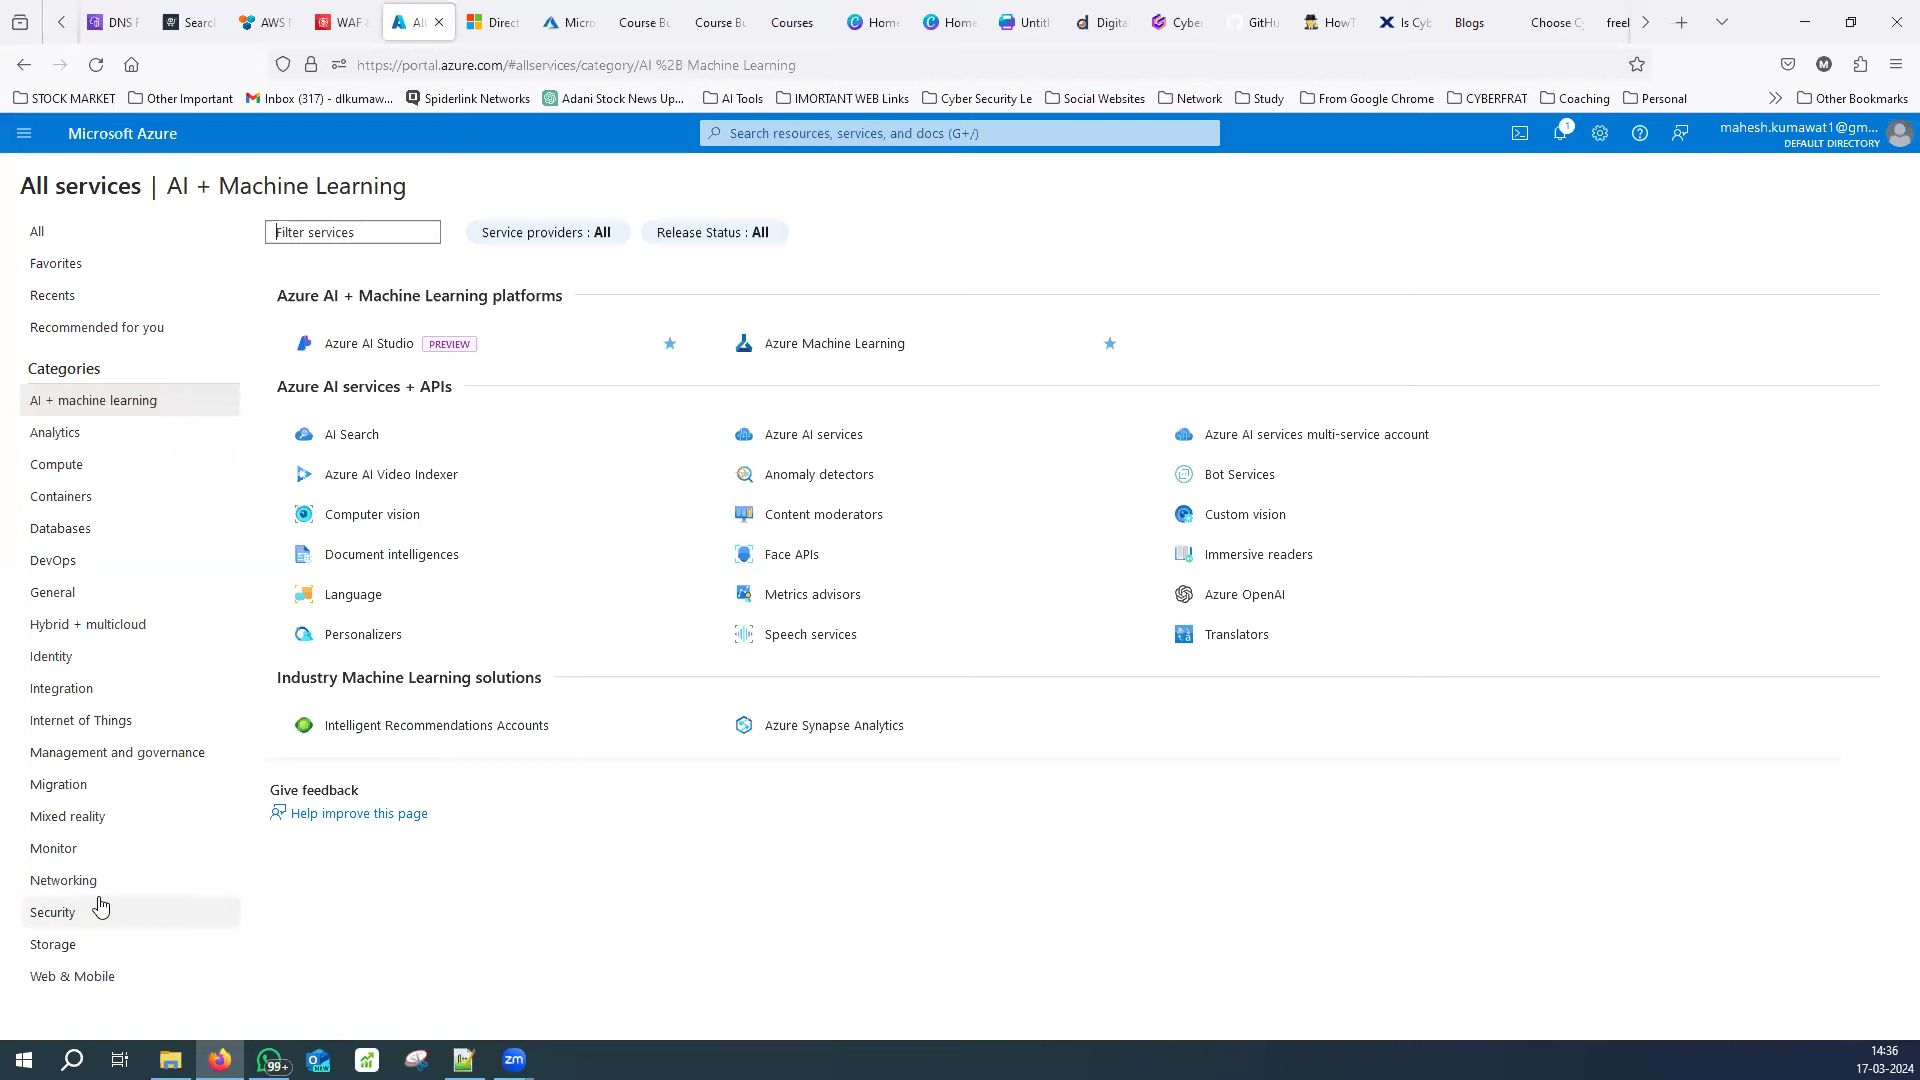 DNS F
Searc
AWS
WAF &
Al
Direct
Micro
Course Bu
Course Bu
Courses
Home
Home
Untitl
Digita
Cyber
GitHu
HowT
Is Cyb
Blogs
Choose C
freel
https://portal.azure.com/#allservices/category/AI %2B Machine Learning
M
STOCK MARKET
Other Important
Inbox (317) - dlkumaw...
Spiderlink Networks
Adani Stock News Up...
AI Tools
IMORTANT WEB Links
Cyber Security Le
Social Websites
Network
Study
From Google Chrome
CYBERFRAT
Coaching
Personal
Other Bookmarks
Microsoft Azure
Search resources, services, and docs (G+/)
1
mahesh.kumawat1@gm...
DEFAULT DIRECTORY
All services | AI + Machine Learning
All
Favorites
Recents
Recommended for you
Categories
AI + machine learning
Analytics
Compute
Containers
Databases
DevOps
General
Hybrid + multicloud
Identity
Integration
Internet of Things
Management and governance
Migration
Mixed reality
Monitor
Networking
Security
Storage
Web & Mobile
Filter services
Service providers : All
Release Status : All
Azure AI + Machine Learning platforms
Azure AI Studio PREVIEW
Azure Machine Learning
Azure AI services + APIs
AI Search
Azure AI services
Azure AI services multi-service account
Azure AI Video Indexer
Anomaly detectors
Bot Services
Computer vision
Content moderators
Custom vision
Document intelligences
Face APIs
Immersive readers
Language
Metrics advisors
Azure OpenAI
Personalizers
Speech services
Translators
Industry Machine Learning solutions
Intelligent Recommendations Accounts
Azure Synapse Analytics
Give feedback
Help improve this page
99+
NEW
zm
14:36
17-03-2024